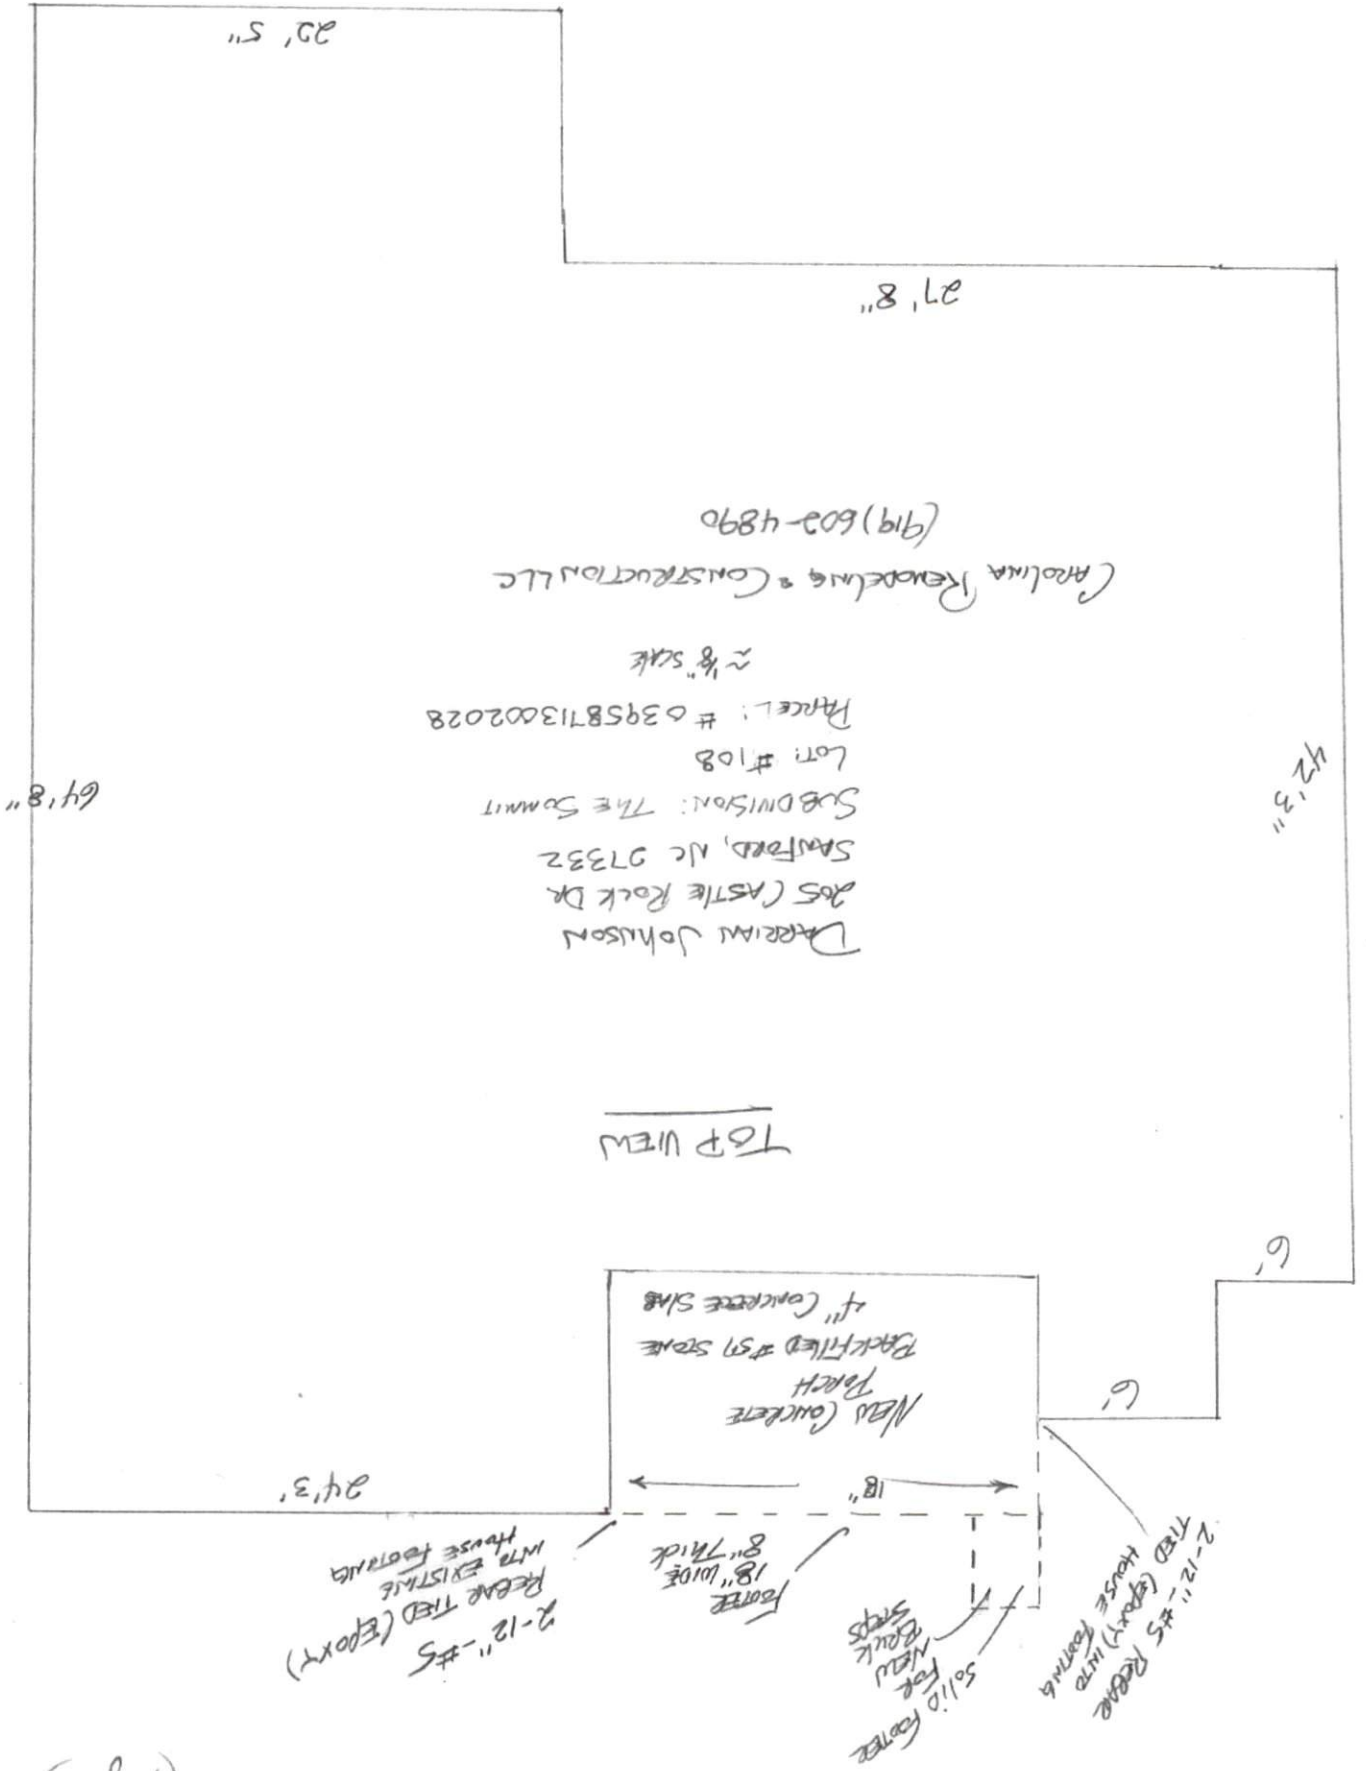 Solid FOOTER
FOR
NEW
BRICK
STEPS
2-12"-#5 REBAR
TIED (EPOXY) INTO
HOUSE FOOTING
FOOTER
18" WIDE
8" THICK
2-12"-#5
REBAR TIED (EPOXY)
INTO EXISTING
HOUSE FOOTING
18"
24'3'
NEW CONCRETE
PORCH
BACKFILLED #57 STONE
4" CONCRETE SLAB
6'
6'
TOP VIEW
DARRIAN JOHNSON
205 CASTLE ROCK DR
SANFORD, NC 27332
SUBDIVISION: THE SUMMIT
LOT: #108
PARCEL: # 03958713002028
≈ 1/8" SCALE
CAROLINA REMODELING & CONSTRUCTION LLC
(919) 602-4890
42'3"
64'8"
27'8"
22'5"